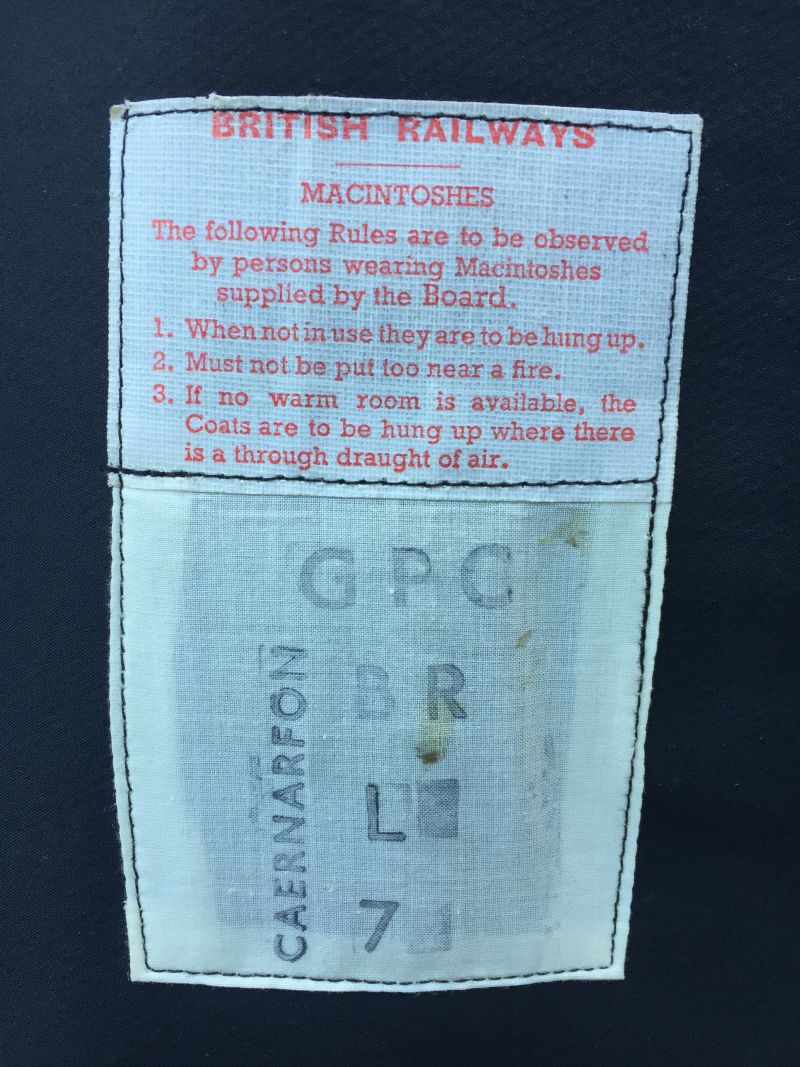 BRITISH RAILWAYS
MACINTOSHES
The following Rules are to be observed
by persons wearing Macintoshes
supplied by the Board.
1. When not in use they are to be hung up.
2. Must not be put too near a fire.
3. If no warm room is available, the
Coats are to be hung up where there
is a through draught of air.
G P C
B R
L
7
CAERNARFON